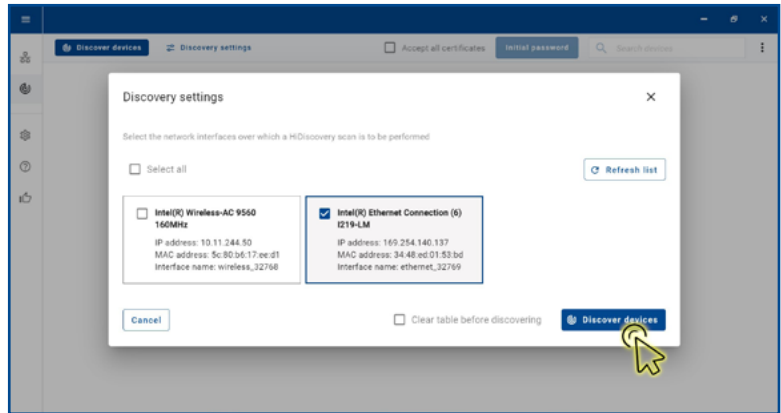 Discover devices
Discovery settings
Accept all certificates
Initial password
Search devices
Discovery settings
Select the network interfaces over which a HiDiscovery scan is to be performed
Select all
Refresh list
Intel(R) Wireless-AC 9560
160MHz
IP address: 10.11.244.50
MAC address: 5c:80:b6:17:ee:d1
Interface name: wireless_32768
Intel(R) Ethernet Connection (6)
I219-LM
IP address: 169.254.140.137
MAC address: 34:48:ed:01:53:bd
Interface name: ethernet_32769
Cancel
Clear table before discovering
Discover devices